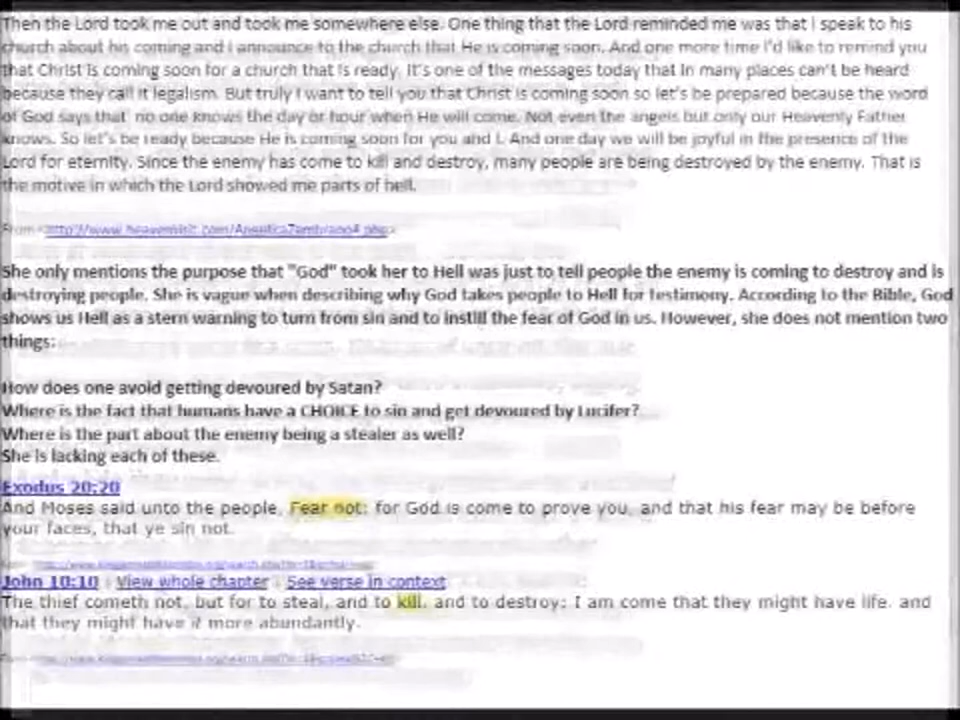 Then the Lord took me out and took me somewhere else. One thing that the Lord reminded me was that I speak to his
church about his coming and I announce to the church that He is coming soon. And one more time I'd like to remind you
that Christ is coming soon for a church that is ready. It's one of the messages today that in many places can't be heard
because they call it legalism. But truly I want to tell you that Christ is coming soon so let's be prepared because the word
of God says that no one knows the day or hour when He will come. Not even the angels but only our Heavenly Father
knows. So let's be ready because He is coming soon for you and I. And one day we will be joyful in the presence of the
Lord for eternity. Since the enemy has come to kill and destroy, many people are being destroyed by the enemy. That is
the motive in which the Lord showed me parts of hell.
From <http://www.heavenvisit.com/AngelicaZambrano4.php>
She only mentions the purpose that "God" took her to Hell was just to tell people the enemy is coming to destroy and is
destroying people. She is vague when describing why God takes people to Hell for testimony. According to the Bible, God
shows us Hell as a stern warning to turn from sin and to instill the fear of God in us. However, she does not mention two
things:
How does one avoid getting devoured by Satan?
Where is the fact that humans have a CHOICE to sin and get devoured by Lucifer?
Where is the part about the enemy being a stealer as well?
She is lacking each of these.
Exodus 20:20
And Moses said unto the people, Fear not: for God is come to prove you, and that his fear may be before
your faces, that ye sin not.
John 10:10 View whole chapter See verse in context
The thief cometh not, but for to steal, and to kill, and to destroy: I am come that they might have life, and
that they might have it more abundantly.